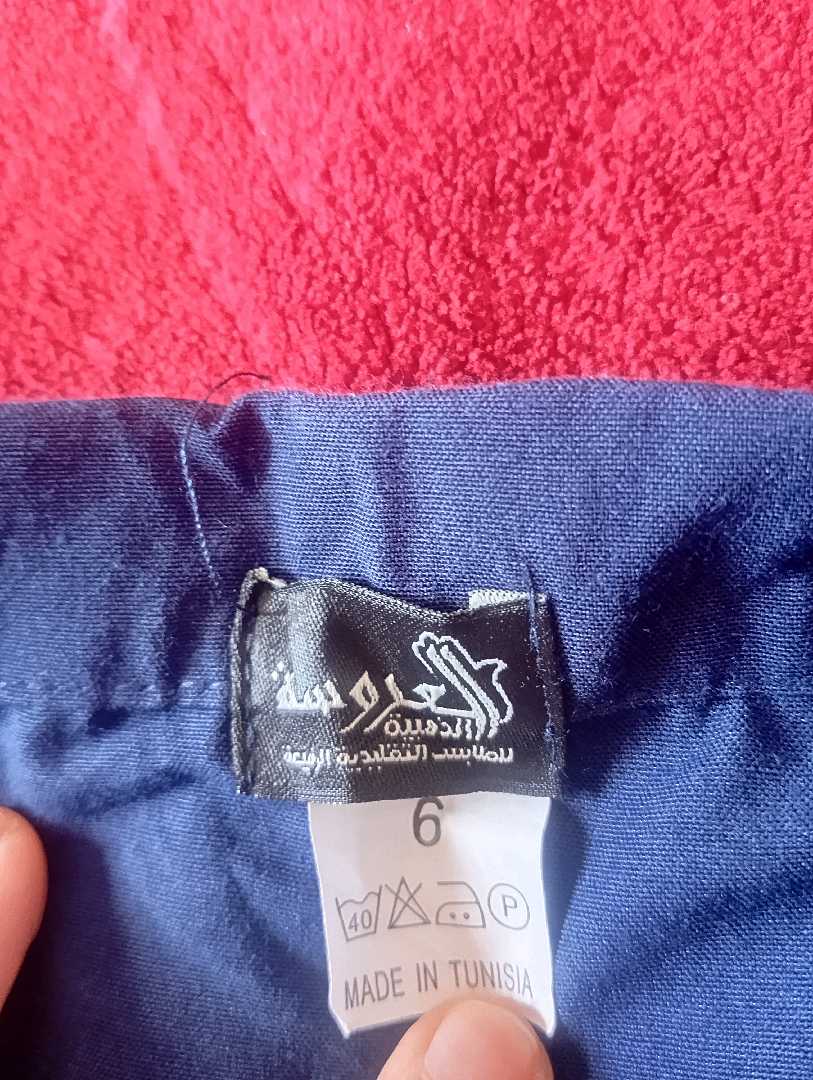 العروسة
الذهبية
للملابس التقليدية الرفيعة
6
40 P
MADE IN TUNISIA